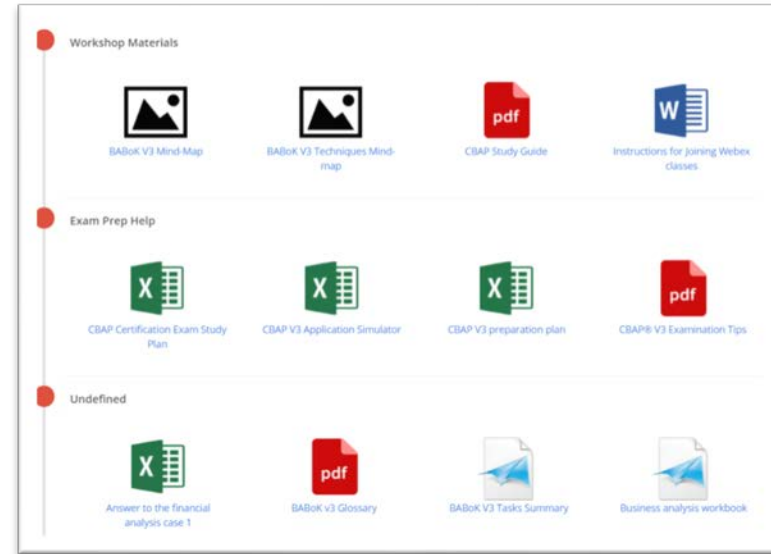 Workshop Materials
pdf
W
BABoK V3 Mind-Map
BABoK V3 Techniques Mind-
map
CBAP Study Guide
Instructions for Joining Webex
classes
Exam Prep Help
X
X
X
pdf
CBAP Certification Exam Study
Plan
CBAP V3 Application Simulator
CBAP V3 preparation plan
CBAP® V3 Examination Tips
Undefined
X
pdf
Answer to the financial
analysis case 1
BABoK v3 Glossary
BABoK V3 Tasks Summary
Business analysis workbook